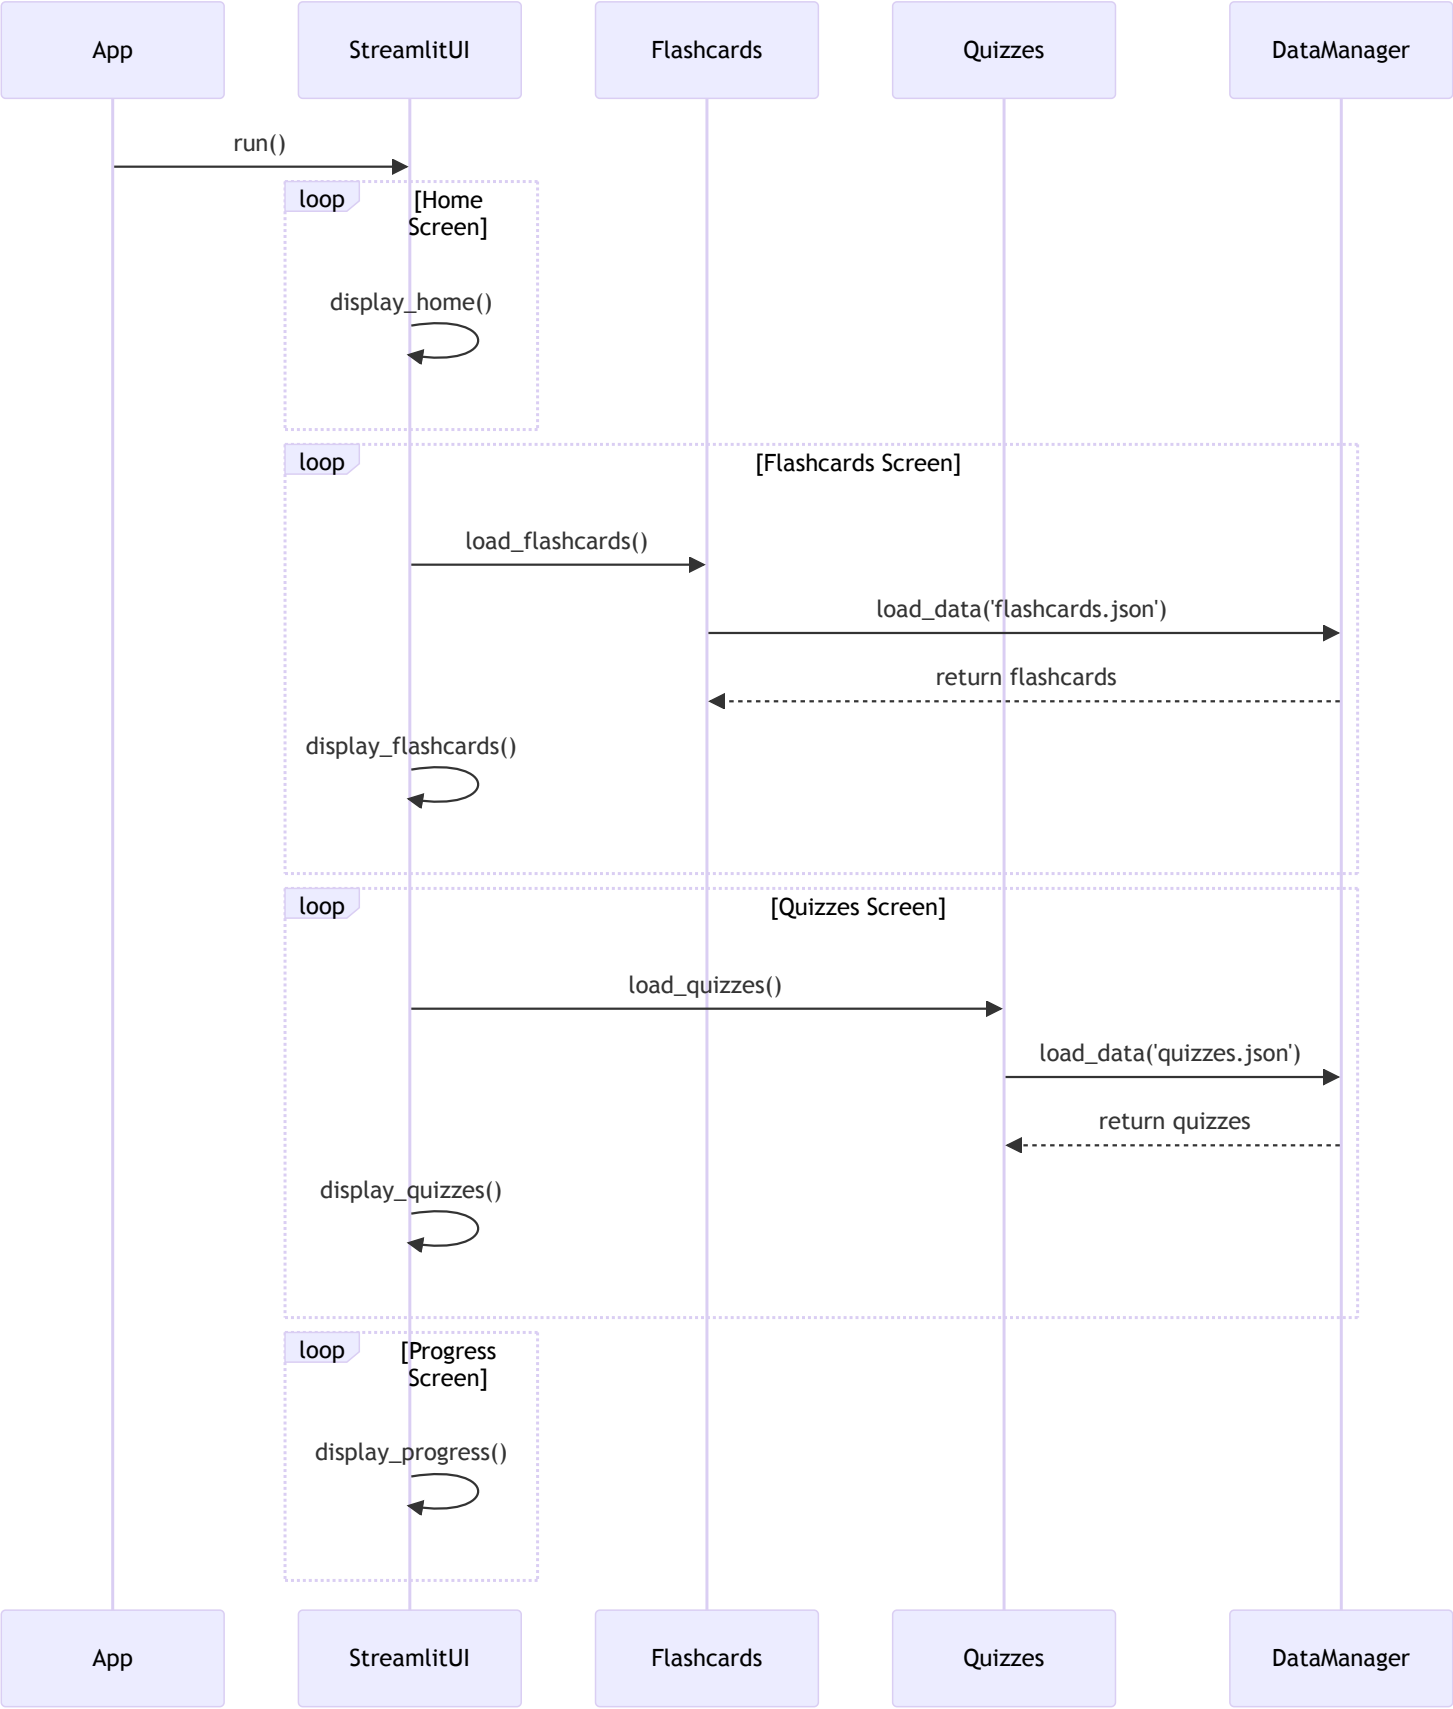 App
StreamlitUI
Flashcards
Quizzes
DataManager
run()
loop
[Home
Screen]
display_home()
loop
[Flashcards Screen]
load_flashcards()
load_data('flashcards.json')
return flashcards
display_flashcards()
loop
[Quizzes Screen]
load_quizzes()
load_data('quizzes.json')
return quizzes
display_quizzes()
loop
[Progress
Screen]
display_progress()
App
StreamlitUI
Flashcards
Quizzes
DataManager